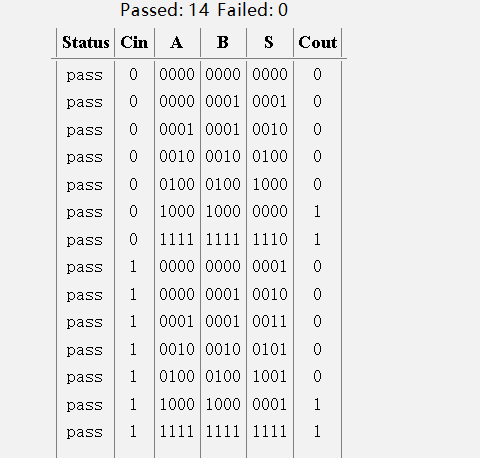 Passed: 14 Failed: 0
Status Cin A B S Cout
pass 0 0000 0000 0000 0
pass 0 0000 0001 0001 0
pass 0 0001 0001 0010 0
pass 0 0010 0010 0100 0
pass 0 0100 0100 1000 0
pass 0 1000 1000 0000 1
pass 0 1111 1111 1110 1
pass 1 0000 0000 0001 0
pass 1 0000 0001 0010 0
pass 1 0001 0001 0011 0
pass 1 0010 0010 0101 0
pass 1 0100 0100 1001 0
pass 1 1000 1000 0001 1
pass 1 1111 1111 1111 1